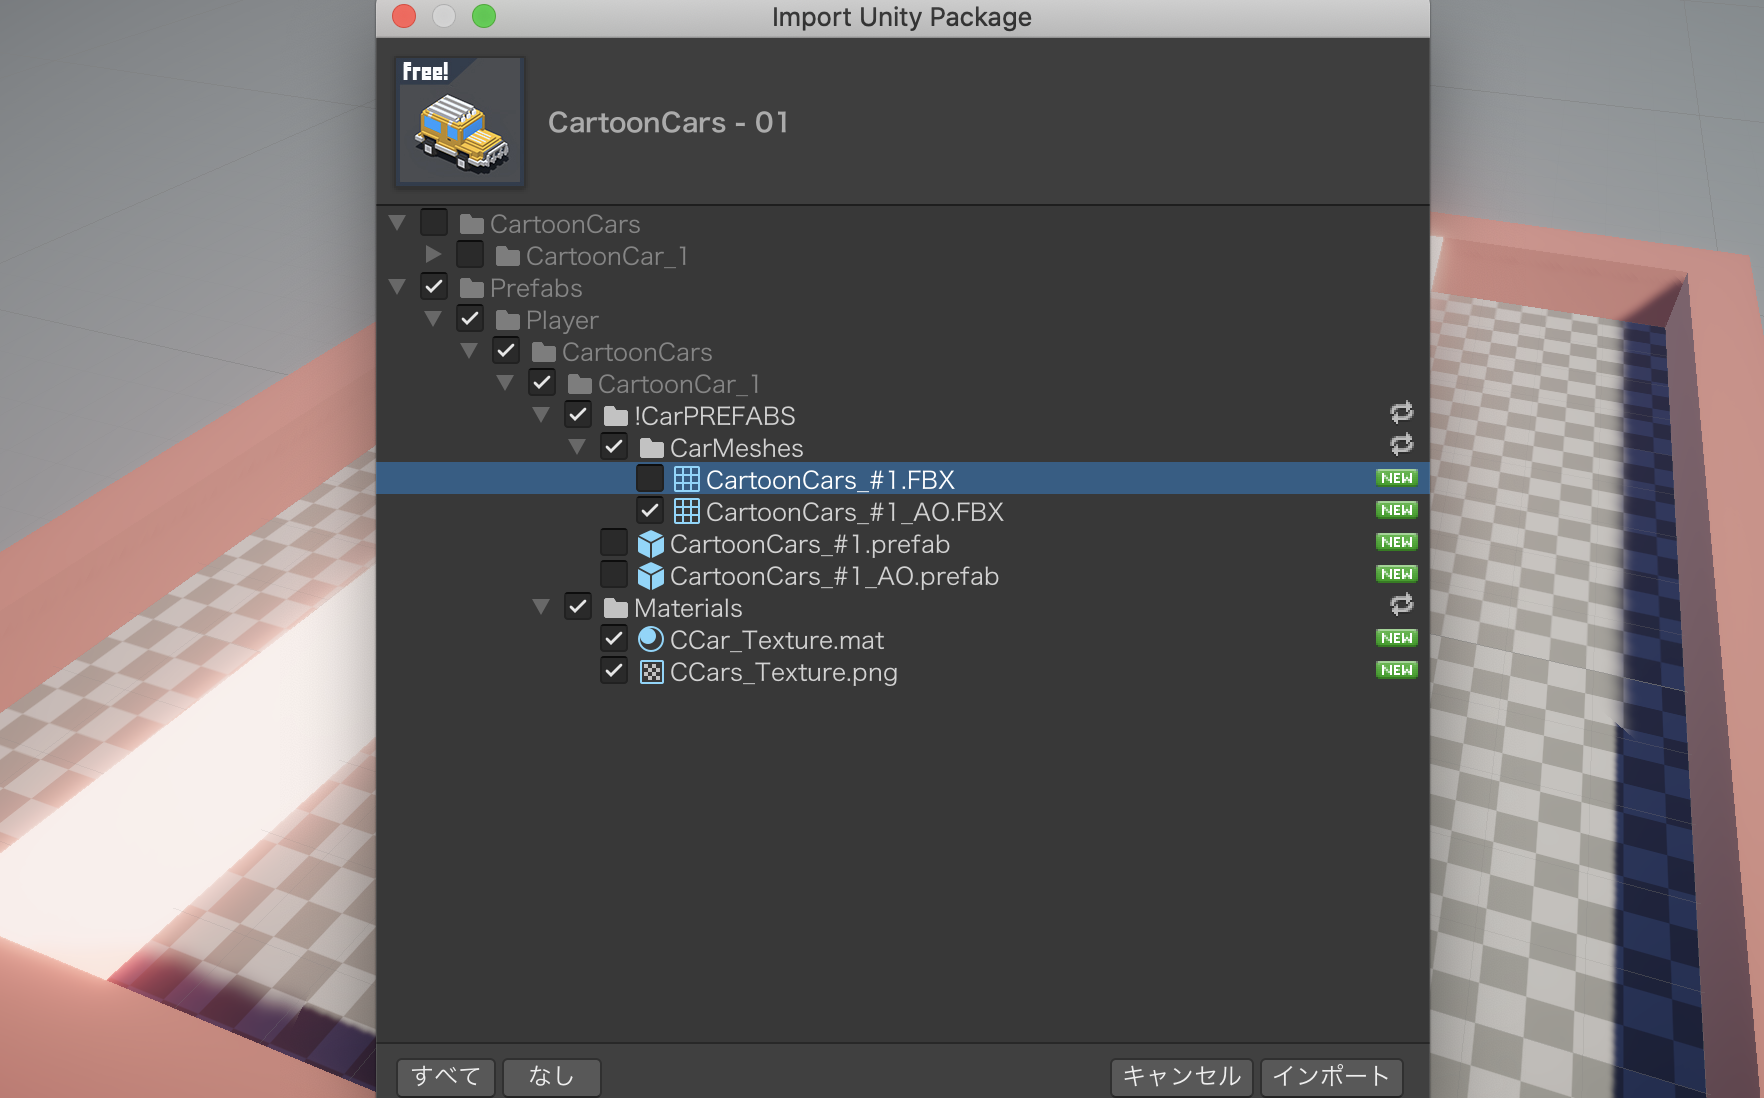 Import Unity Package
Free!
CartoonCars - 01
CartoonCars
CartoonCar_1
Prefabs
Player
CartoonCars
CartoonCar_1
!CarPREFABS
CarMeshes
CartoonCars_#1.FBX NEW
CartoonCars_#1_AO.FBX NEW
CartoonCars_#1.prefab NEW
CartoonCars_#1_AO.prefab NEW
Materials
CCar_Texture.mat NEW
CCars_Texture.png NEW
すべて なし キャンセル インポート